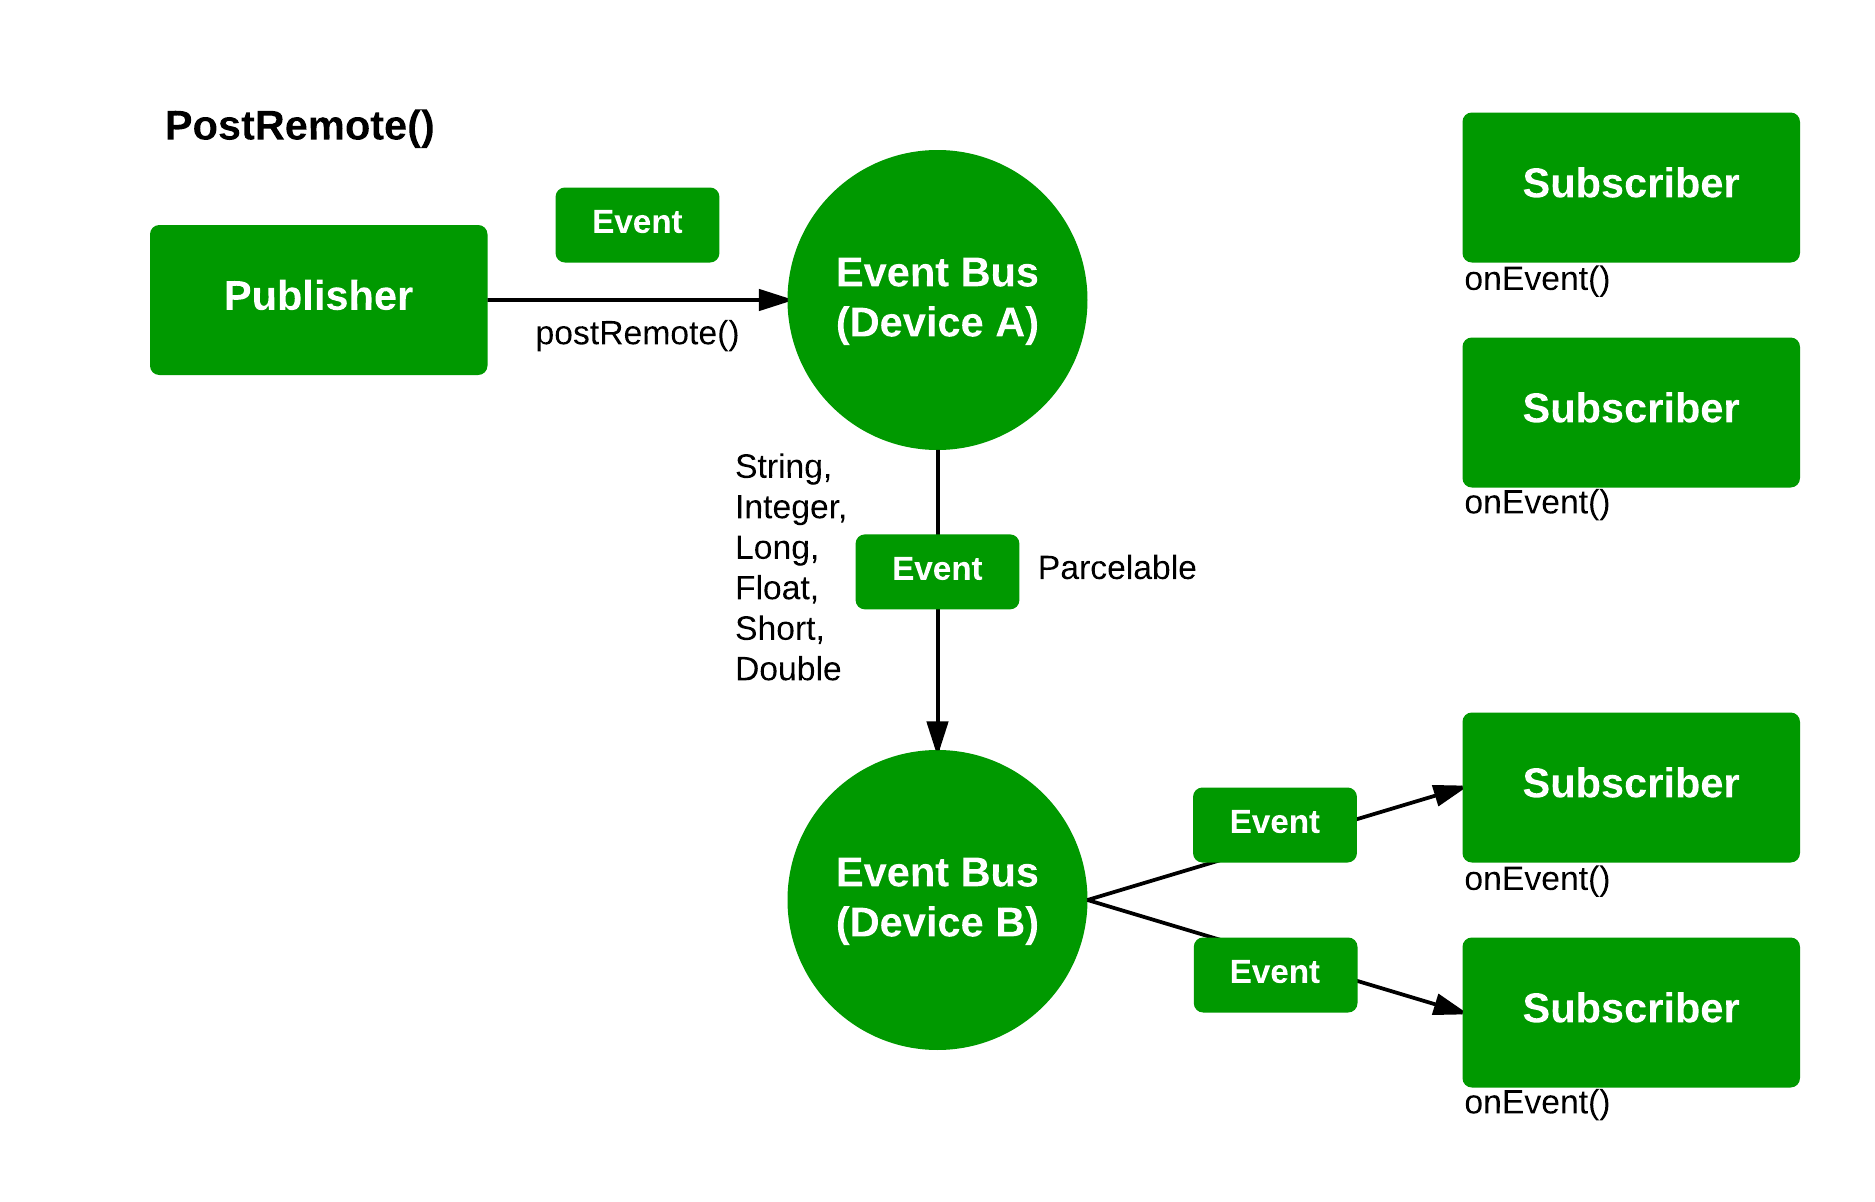 PostRemote()
Event
Publisher
postRemote()
Event Bus
(Device A)
Subscriber
onEvent()
Subscriber
onEvent()
String,
Integer,
Long,
Float,
Short,
Double
Event
Parcelable
Event Bus
(Device B)
Event
Event
Subscriber
onEvent()
Subscriber
onEvent()